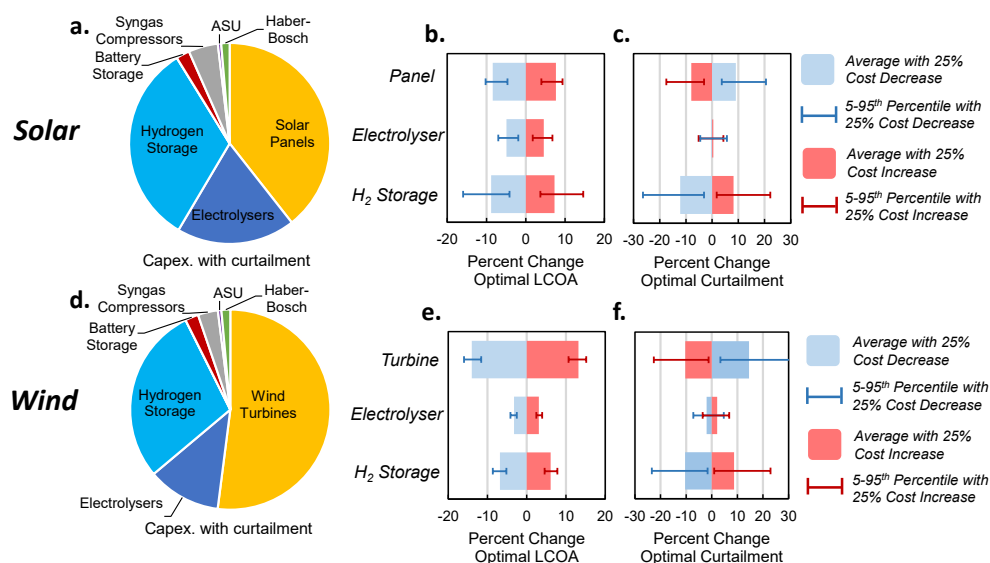 a.
Syngas
Compressors
ASU
Haber-
Bosch
Battery
Storage
Hydrogen
Storage
Solar
Panels
Electrolysers
Solar
Capex. with curtailment
b.
c.
Panel
Electrolyser
H₂ Storage
-20 -10 0 10 20
Percent Change
Optimal LCOA
-30 -20 -10 0 10 20 30
Percent Change
Optimal Curtailment
Average with 25%
Cost Decrease
5-95th Percentile with
25% Cost Decrease
Average with 25%
Cost Increase
5-95th Percentile with
25% Cost Increase
d.
Syngas
Compressors
ASU
Haber-
Bosch
Battery
Storage
Hydrogen
Storage
Wind
Turbines
Electrolysers
Wind
Capex. with curtailment
e.
f.
Turbine
Electrolyser
H₂ Storage
-20 -10 0 10 20
Percent Change
Optimal LCOA
-30 -20 -10 0 10 20 30
Percent Change
Optimal Curtailment
Average with 25%
Cost Decrease
5-95th Percentile with
25% Cost Decrease
Average with 25%
Cost Increase
5-95th Percentile with
25% Cost Increase